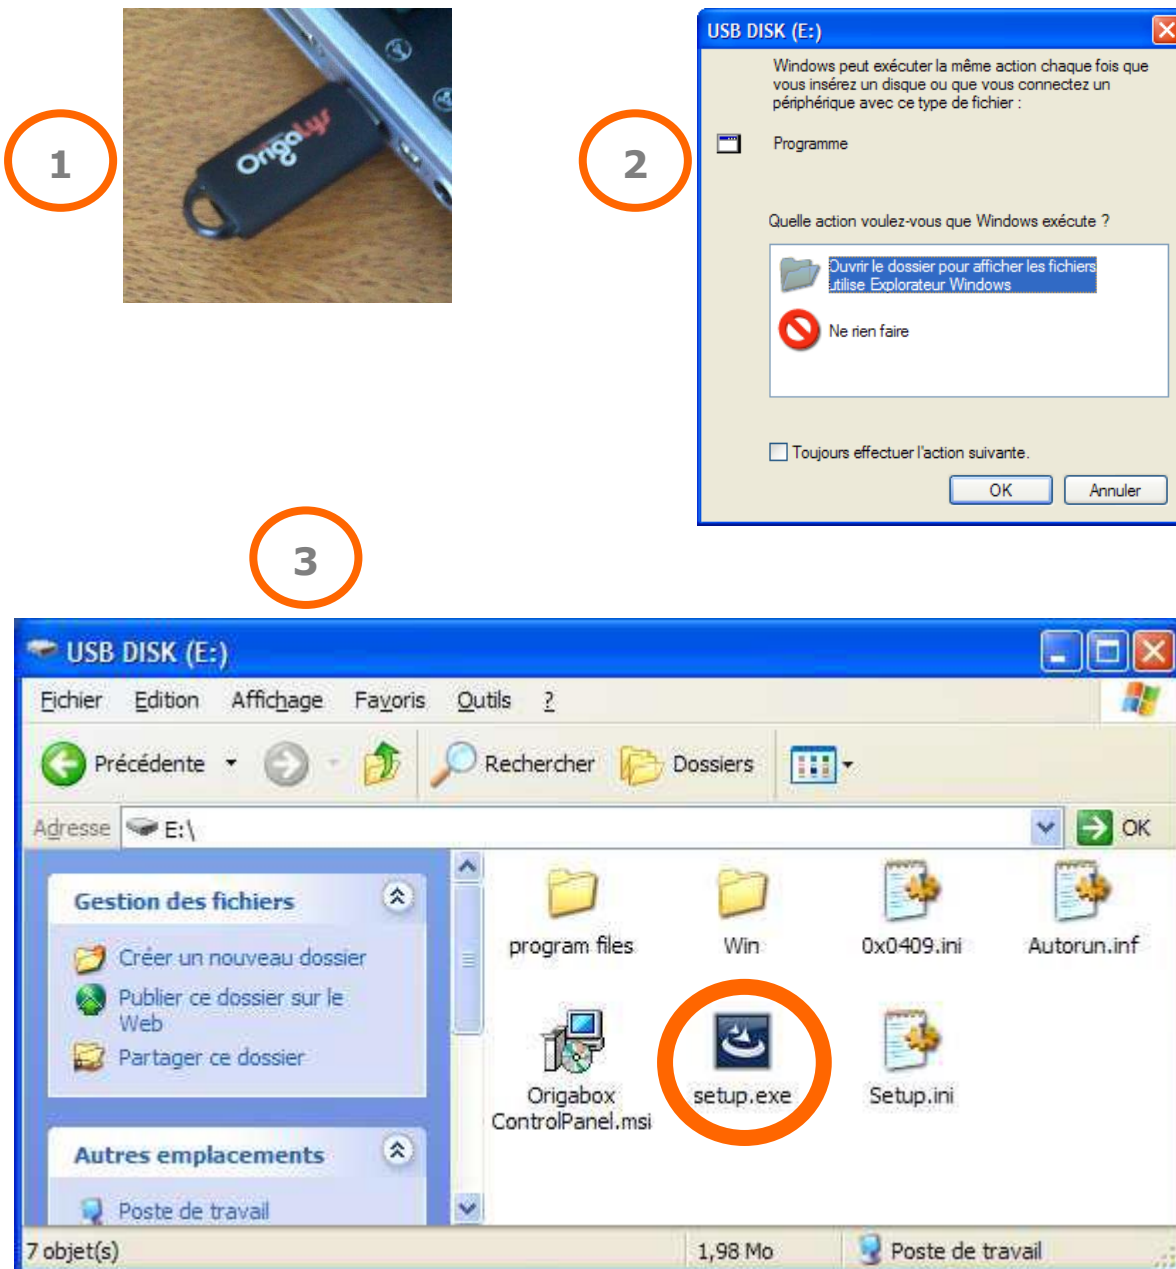 1
OrigaLys
2
USB DISK (E:)
Windows peut exécuter la même action chaque fois que
vous insérez un disque ou que vous connectez un
périphérique avec ce type de fichier :
Programme
Quelle action voulez-vous que Windows exécute ?
Ouvrir le dossier pour afficher les fichiers
utilise Explorateur Windows
Ne rien faire
Toujours effectuer l'action suivante.
OK Annuler
3
USB DISK (E:)
Fichier Edition Affichage Favoris Outils ?
Précédente Rechercher Dossiers
Adresse E:\ OK
Gestion des fichiers
Créer un nouveau dossier
Publier ce dossier sur le
Web
Partager ce dossier
Autres emplacements
Poste de travail
program files Win 0x0409.ini Autorun.inf
Origabox
ControlPanel.msi
setup.exe Setup.ini
7 objet(s) 1,98 Mo Poste de travail